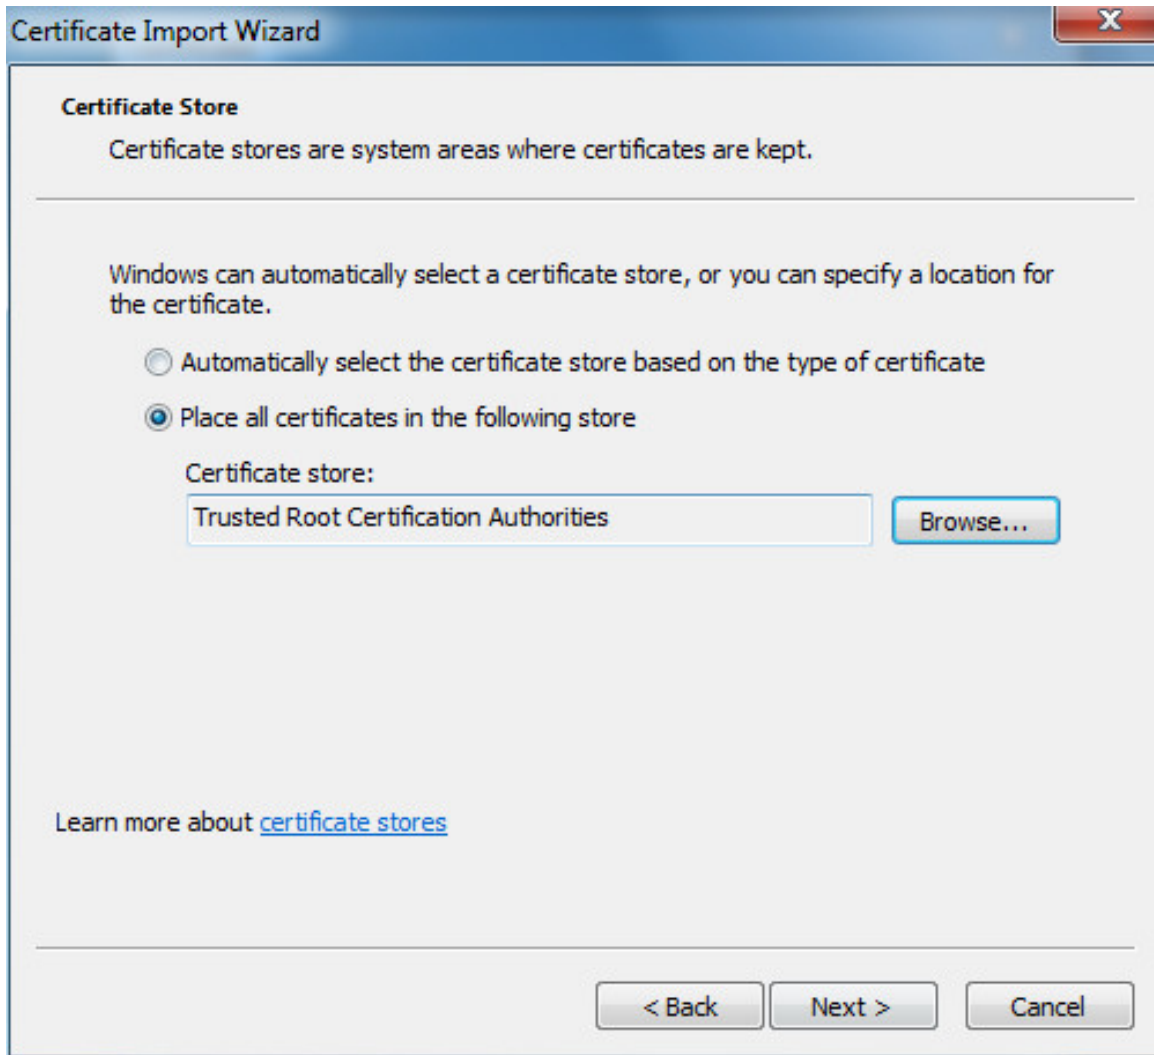 Certificate Import Wizard
Certificate Store
Certificate stores are system areas where certificates are kept.
Windows can automatically select a certificate store, or you can specify a location for
the certificate.
Automatically select the certificate store based on the type of certificate
Place all certificates in the following store
Certificate store:
Trusted Root Certification Authorities
Browse...
Learn more about certificate stores
< Back Next > Cancel